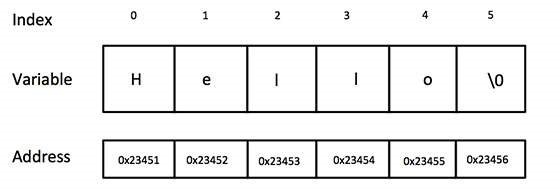 Index 0 1 2 3 4 5
Variable H e l l o \0
Address 0x23451 0x23452 0x23453 0x23454 0x23455 0x23456